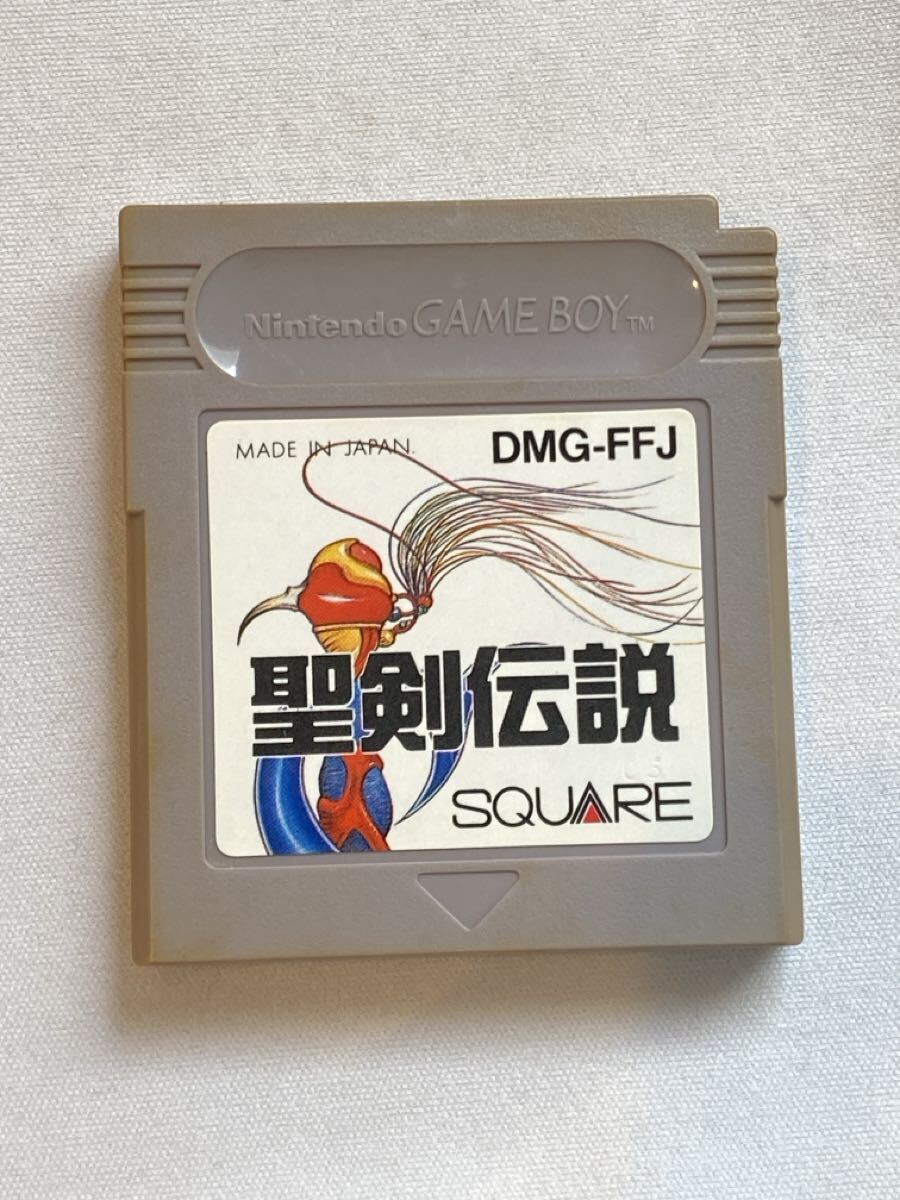 Nintendo GAME BOY™
MADE IN JAPAN.
DMG-FFJ
聖剣伝説
SQUARE